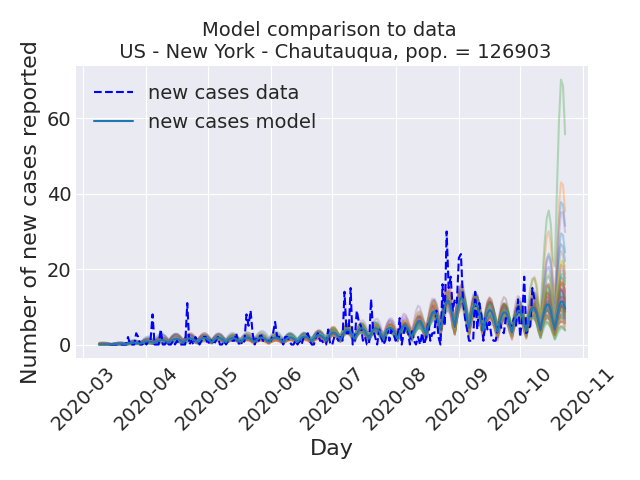 Model comparison to data
US - New York - Chautauqua, pop. = 126903
Number of new cases reported
60
40
20
0
new cases data
new cases model
2020-03
2020-04
2020-05
2020-06
2020-07
2020-08
2020-09
2020-10
2020-11
Day